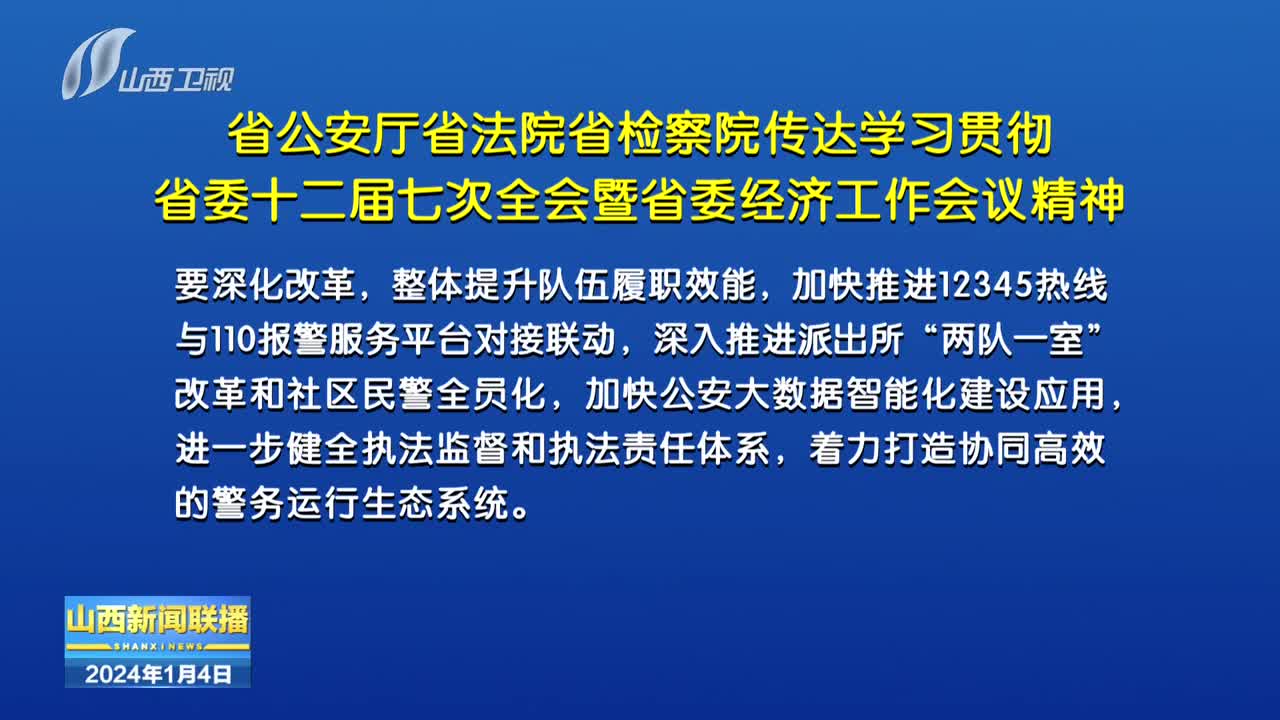 山西卫视
省公安厅省法院省检察院传达学习贯彻
省委十二届七次全会暨省委经济工作会议精神
要深化改革，整体提升队伍履职效能，加快推进12345热线
与110报警服务平台对接联动，深入推进派出所“两队一室”
改革和社区民警全员化，加快公安大数据智能化建设应用，
进一步健全执法监督和执法责任体系，着力打造协同高效
的警务运行生态系统。
山西新闻联播
SHANXI NEWS
2024年1月4日